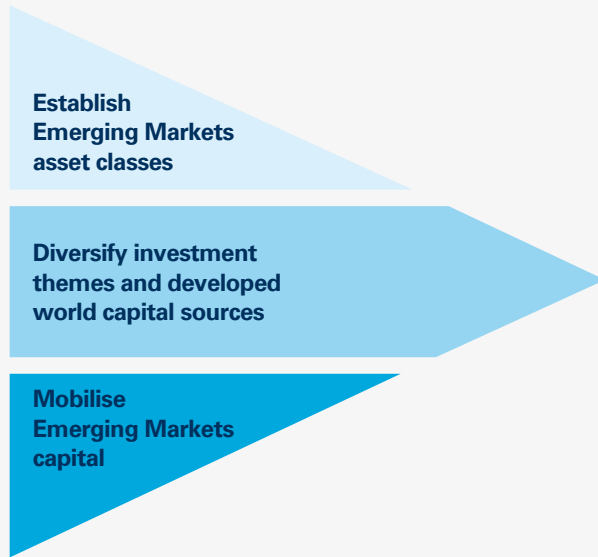 Establish
Emerging Markets
asset classes
Diversify investment
themes and developed
world capital sources
Mobilise
Emerging Markets
capital